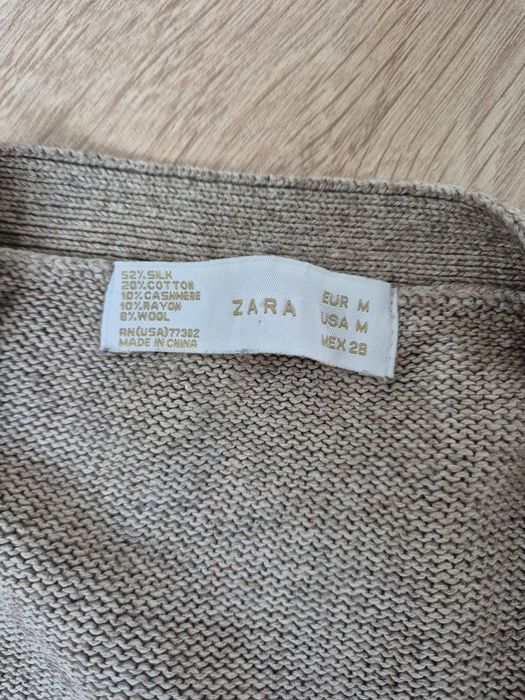 52% SILK
20% COTTON
10% CASHMERE
10% RAYON
8% WOOL
RN(USA)77302
MADE IN CHINA
ZARA
EUR M
USA M
MEX 28